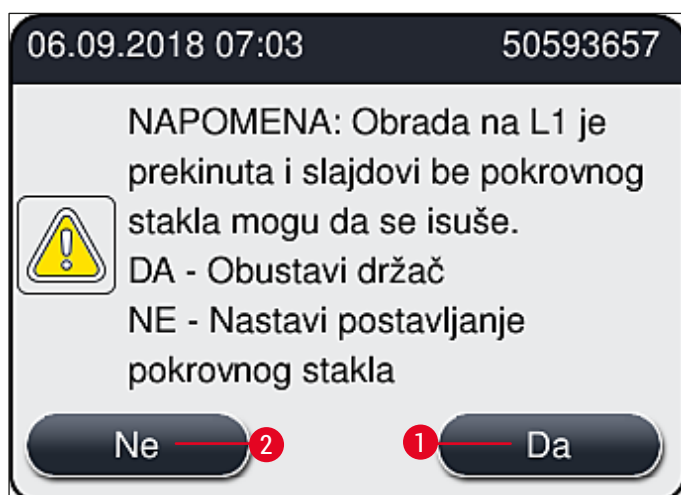 06.09.2018 07:03 50593657
NAPOMENA: Obrada na L1 je
prekinuta i slajdovi be pokrovnog
stakla mogu da se isuše.
DA - Obustavi držač
NE - Nastavi postavljanje
pokrovnog stakla
Ne 2 1 Da